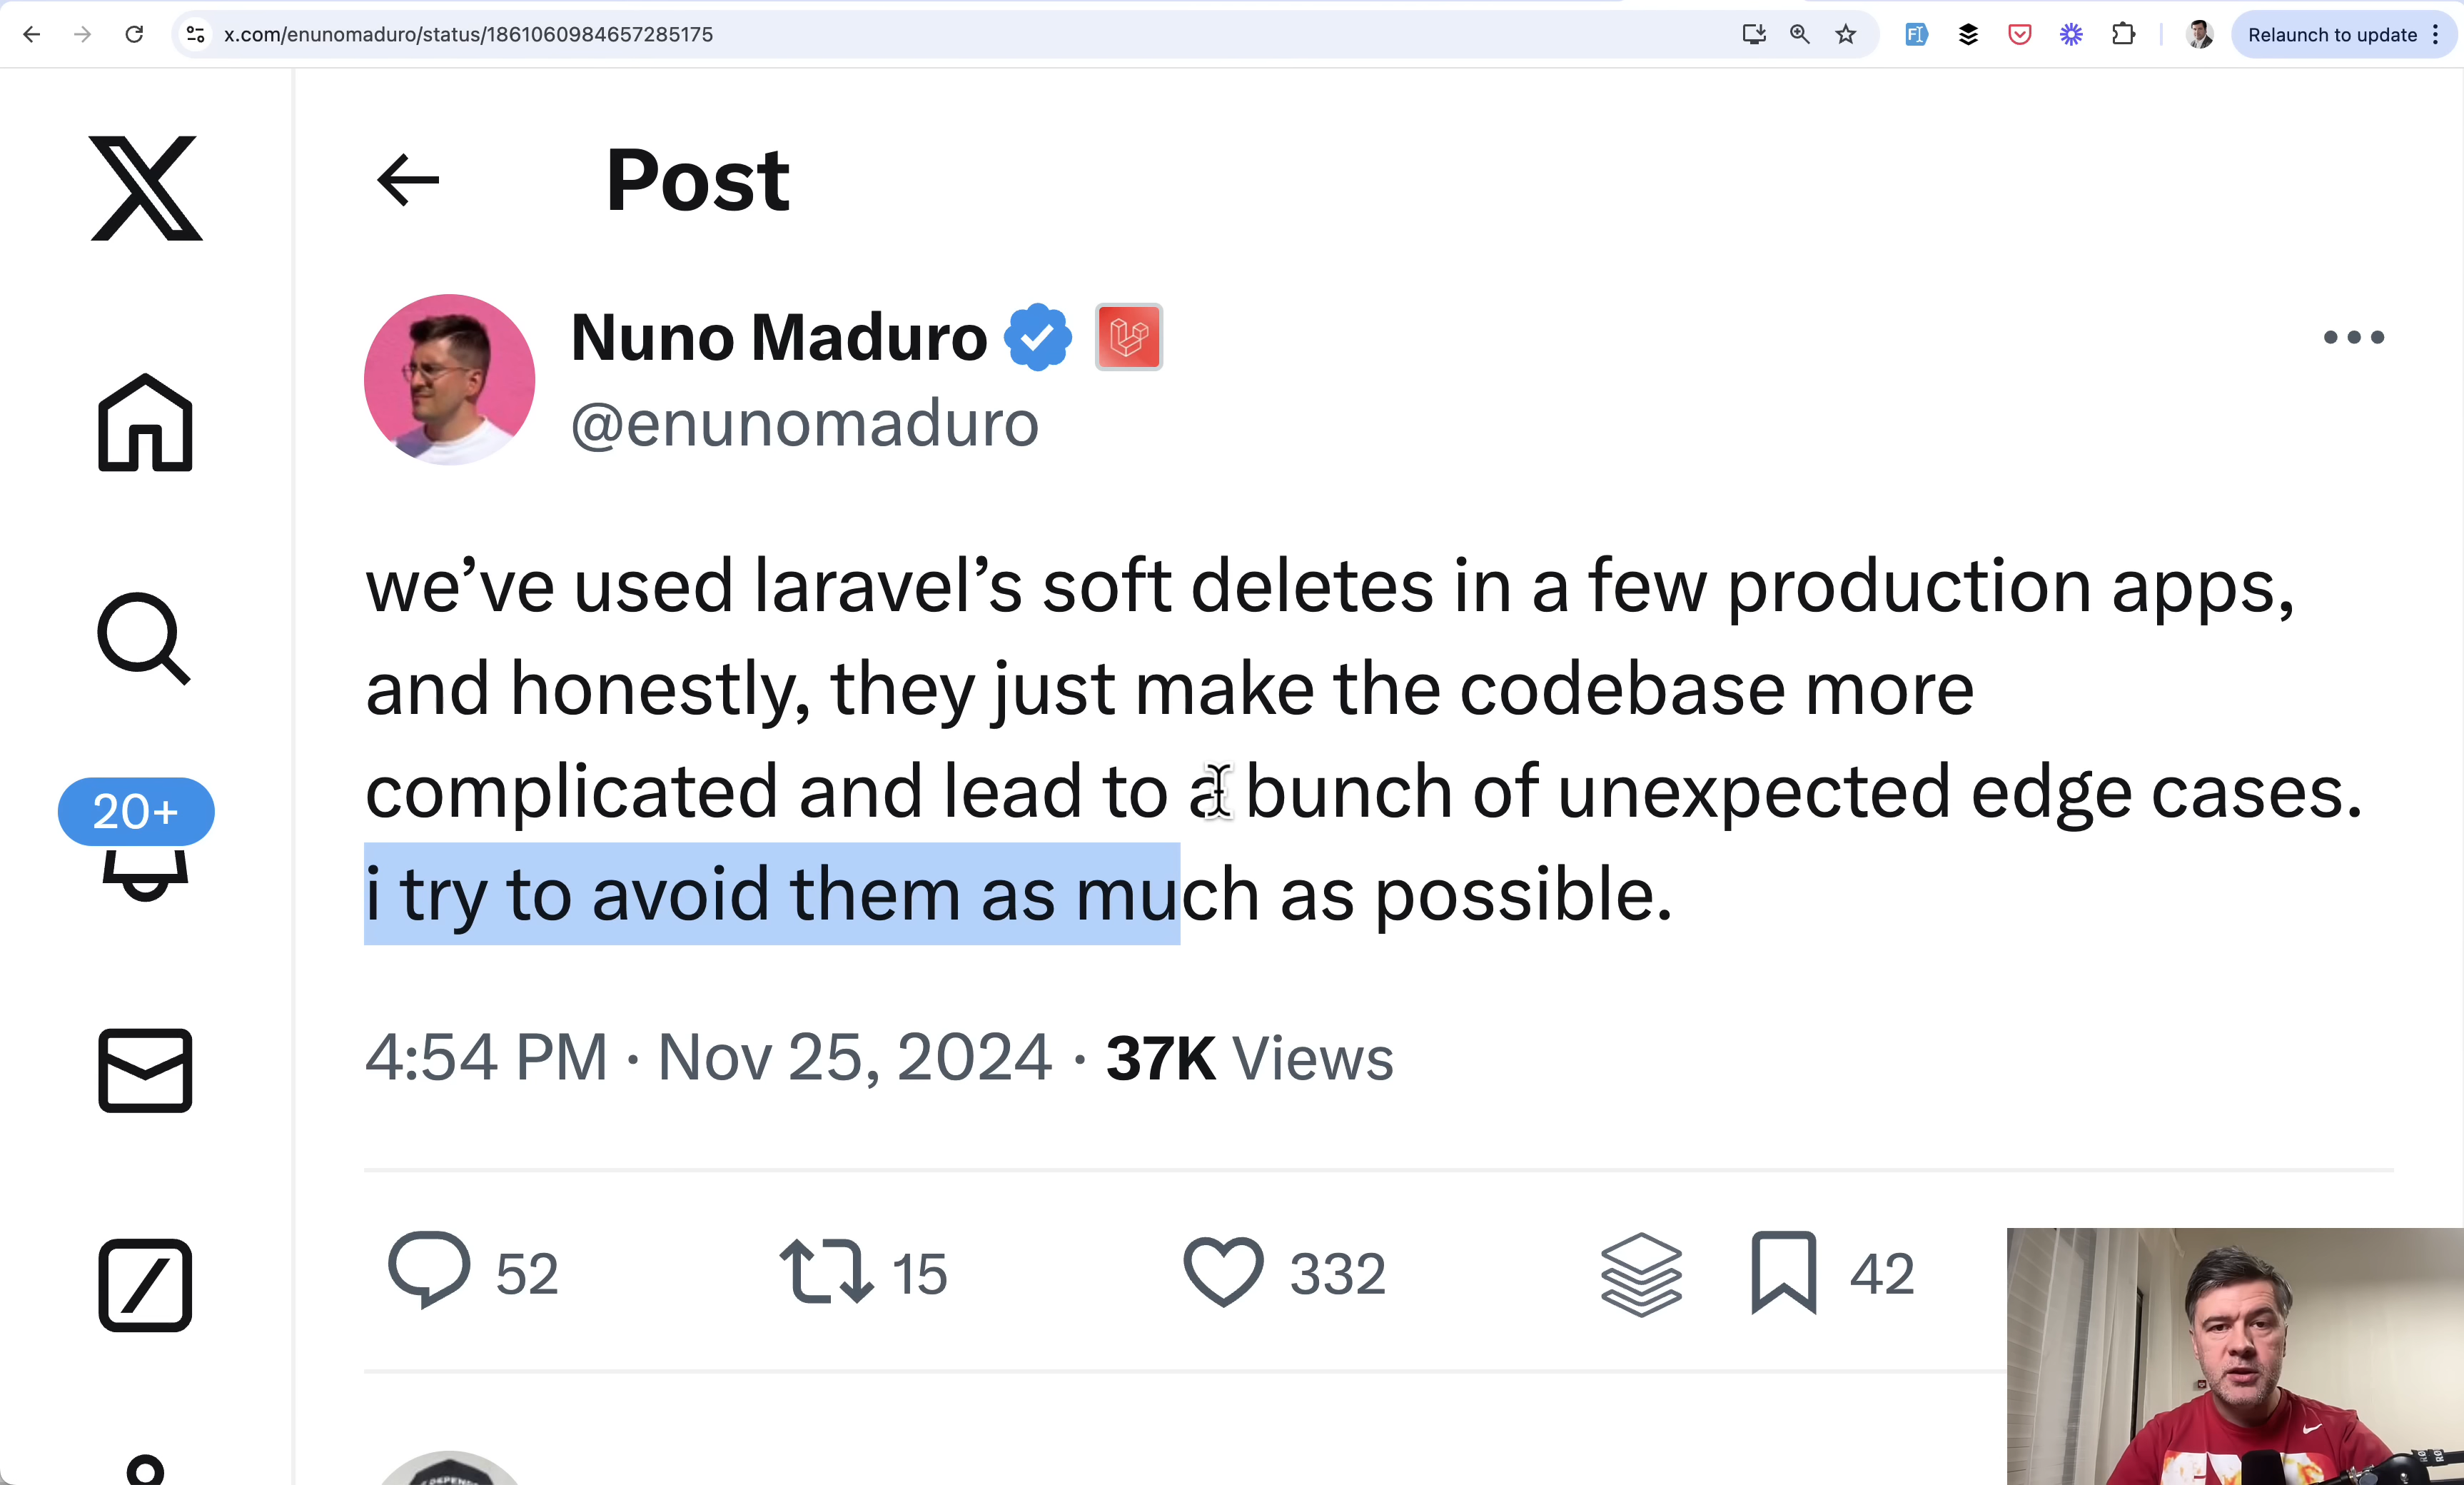 x.com/enunomaduro/status/1861060984657285175
Relaunch to update
Post
Nuno Maduro
@enunomaduro
we’ve used laravel’s soft deletes in a few production apps,
and honestly, they just make the codebase more
complicated and lead to a bunch of unexpected edge cases.
i try to avoid them as much as possible.
20+
4:54 PM · Nov 25, 2024 · 37K Views
52 15 332 42